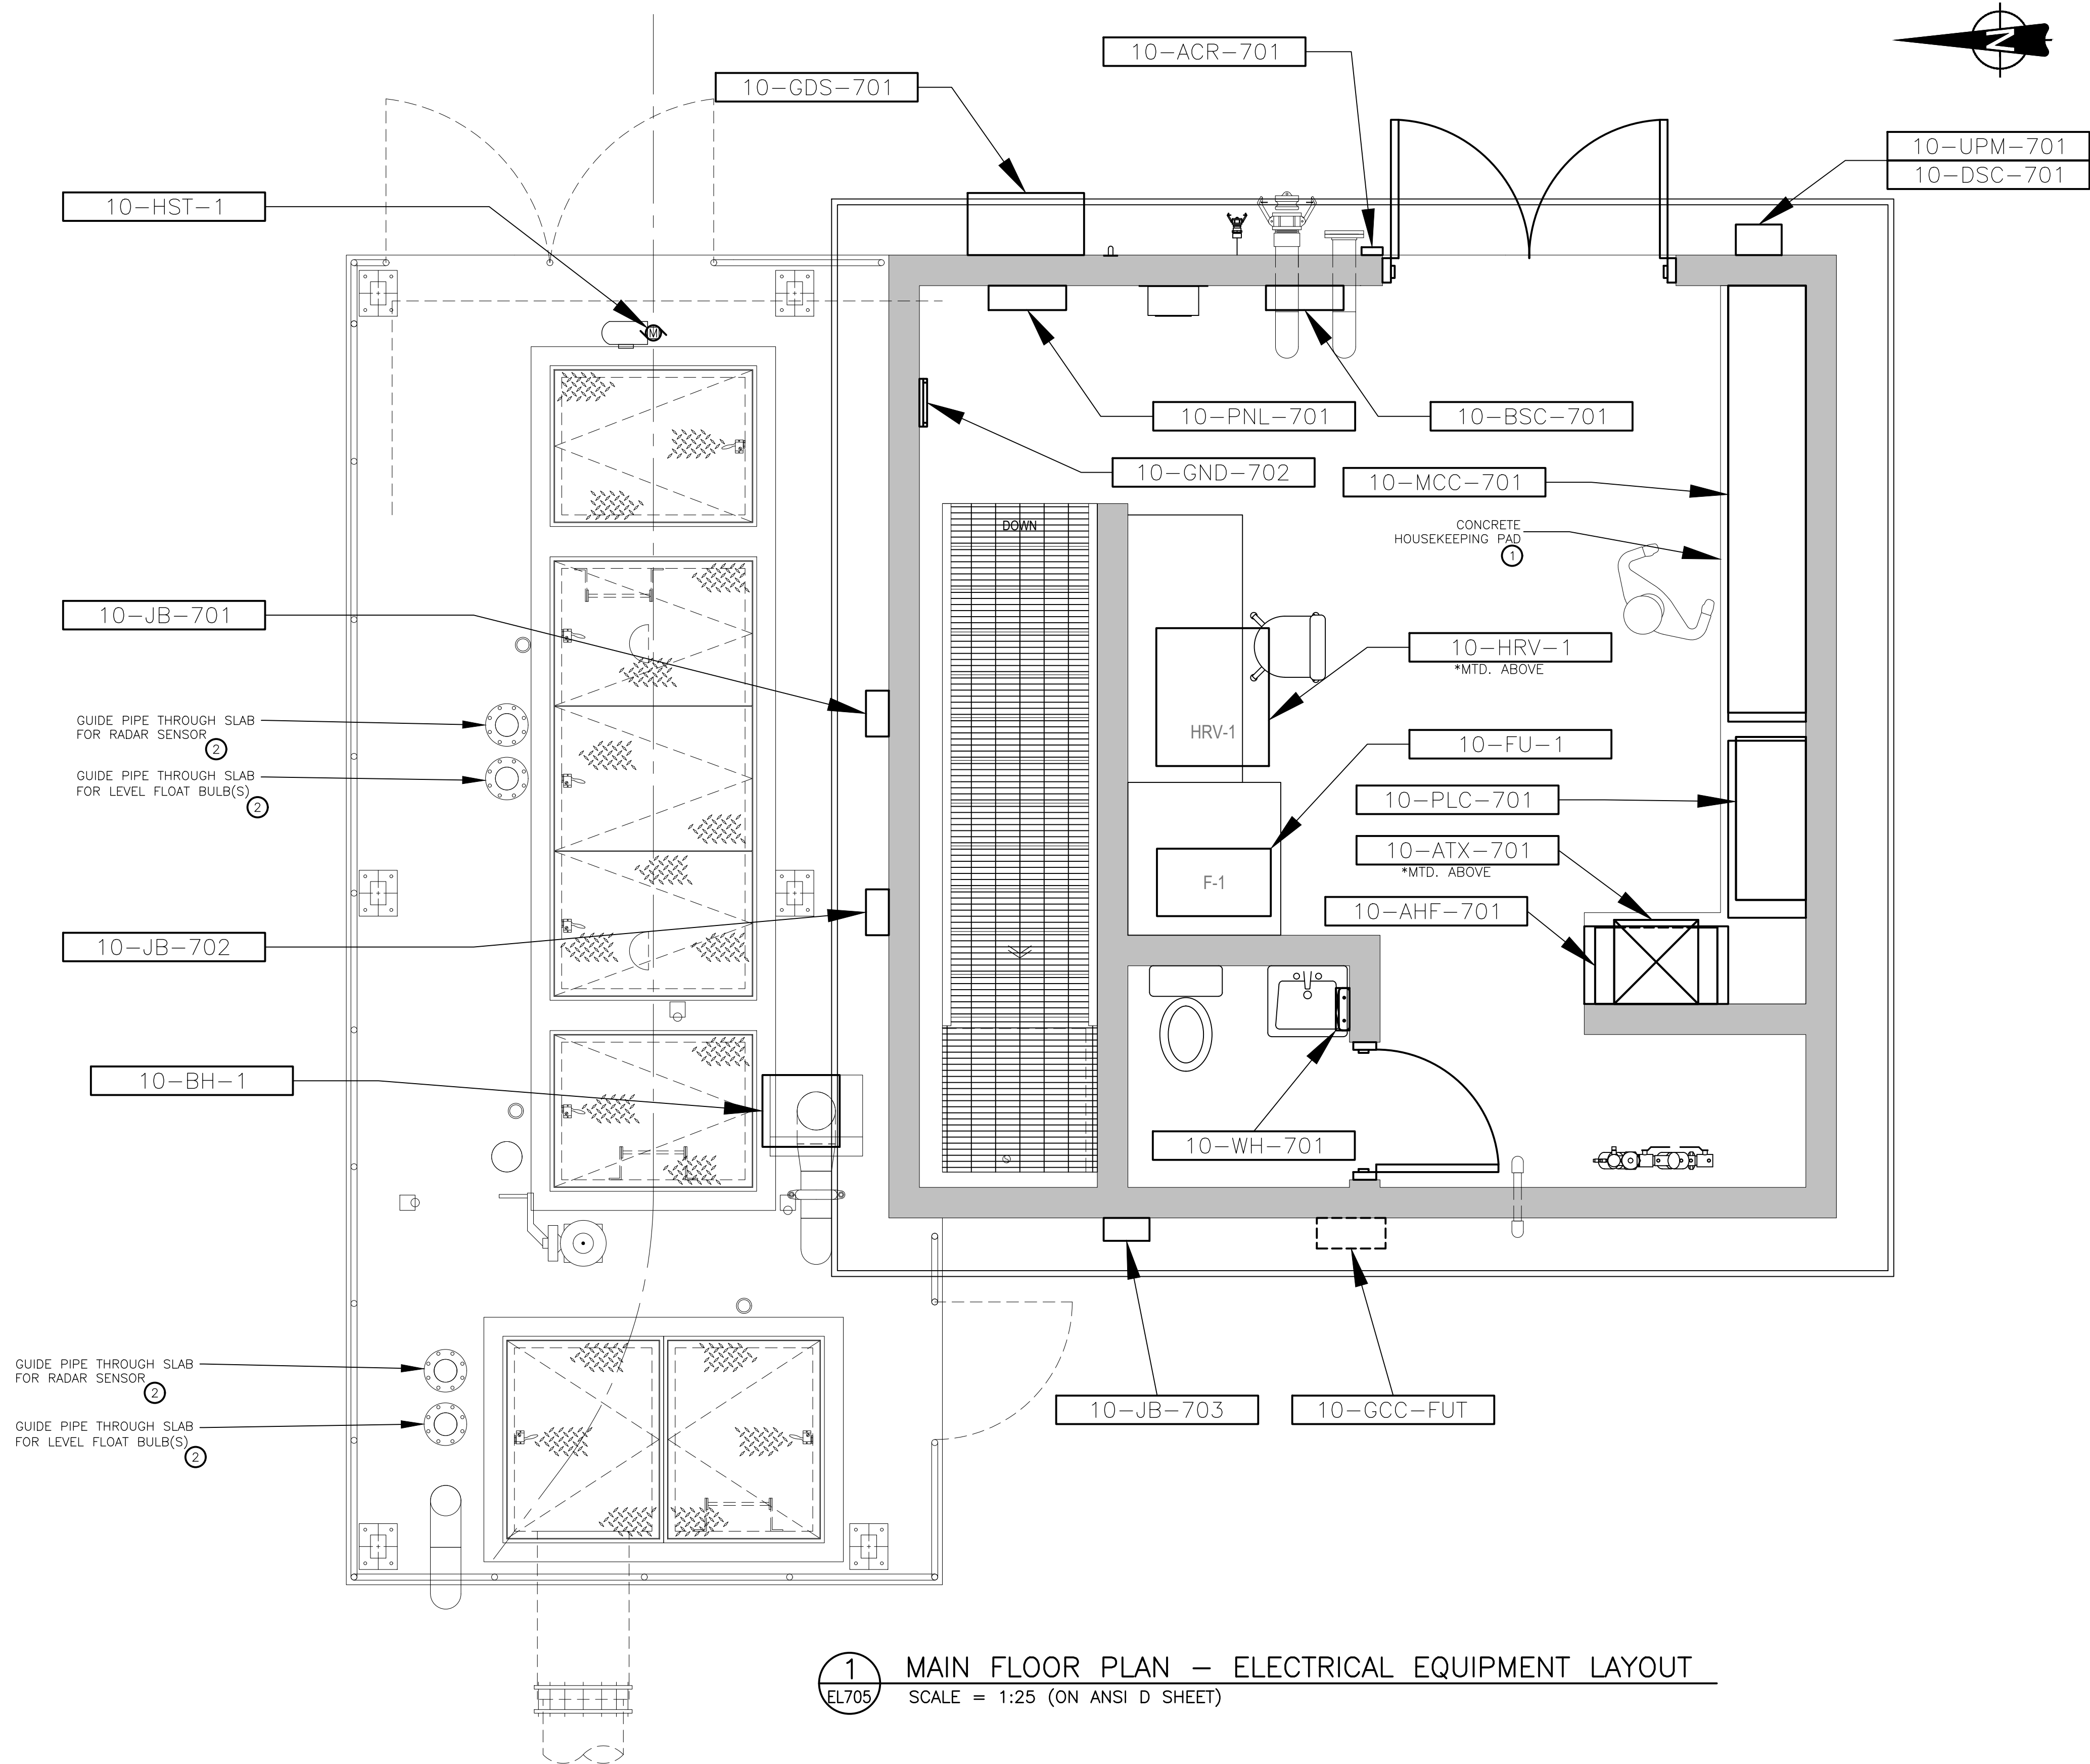 10-ACR-701
N
10-GDS-701
10-UPM-701
10-DSC-701
10-HST-1
M
10-PNL-701
10-BSC-701
10-GND-702
10-MCC-701
DOWN
CONCRETE
HOUSEKEEPING PAD
1
10-JB-701
10-HRV-1
*MTD. ABOVE
GUIDE PIPE THROUGH SLAB
FOR RADAR SENSOR
2
HRV-1
10-FU-1
GUIDE PIPE THROUGH SLAB
FOR LEVEL FLOAT BULB(S)
2
10-PLC-701
10-ATX-701
*MTD. ABOVE
F-1
10-AHF-701
10-JB-702
10-BH-1
10-WH-701
GUIDE PIPE THROUGH SLAB
FOR RADAR SENSOR
2
10-JB-703
10-GCC-FUT
GUIDE PIPE THROUGH SLAB
FOR LEVEL FLOAT BULB(S)
2
1
EL705
MAIN FLOOR PLAN - ELECTRICAL EQUIPMENT LAYOUT
SCALE = 1:25 (ON ANSI D SHEET)